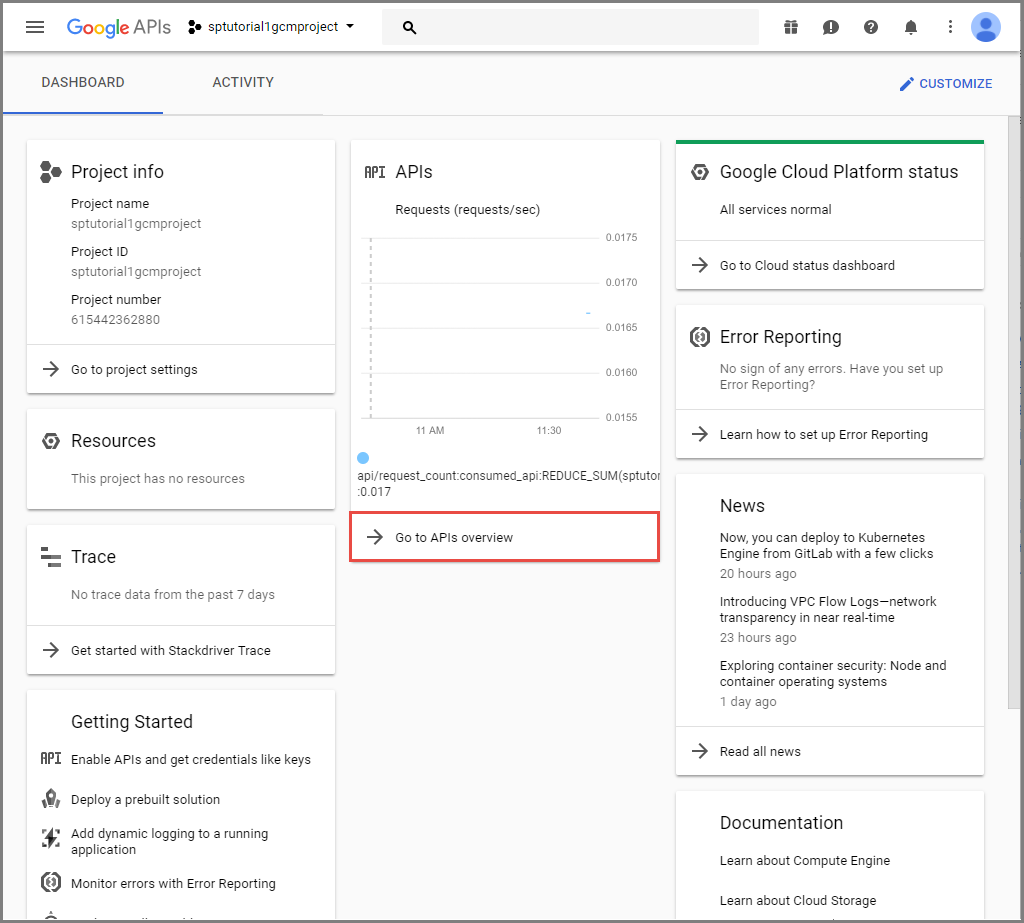 Google APIs
sptutorial1gcmproject
DASHBOARD
ACTIVITY
CUSTOMIZE
Project info
Project name
sptutorial1gcmproject
Project ID
sptutorial1gcmproject
Project number
615442362880
Go to project settings
Resources
This project has no resources
Trace
No trace data from the past 7 days
Get started with Stackdriver Trace
Getting Started
API Enable APIs and get credentials like keys
Deploy a prebuilt solution
Add dynamic logging to a running
application
Monitor errors with Error Reporting
API APIs
Requests (requests/sec)
0.0175
0.0170
0.0165
0.0160
0.0155
11 AM
11:30
api/request_count:consumed_api:REDUCE_SUM(sptutor
:0.017
Go to APIs overview
Google Cloud Platform status
All services normal
Go to Cloud status dashboard
Error Reporting
No sign of any errors. Have you set up
Error Reporting?
Learn how to set up Error Reporting
News
Now, you can deploy to Kubernetes
Engine from GitLab with a few clicks
20 hours ago
Introducing VPC Flow Logs—network
transparency in near real-time
23 hours ago
Exploring container security: Node and
container operating systems
1 day ago
Read all news
Documentation
Learn about Compute Engine
Learn about Cloud Storage